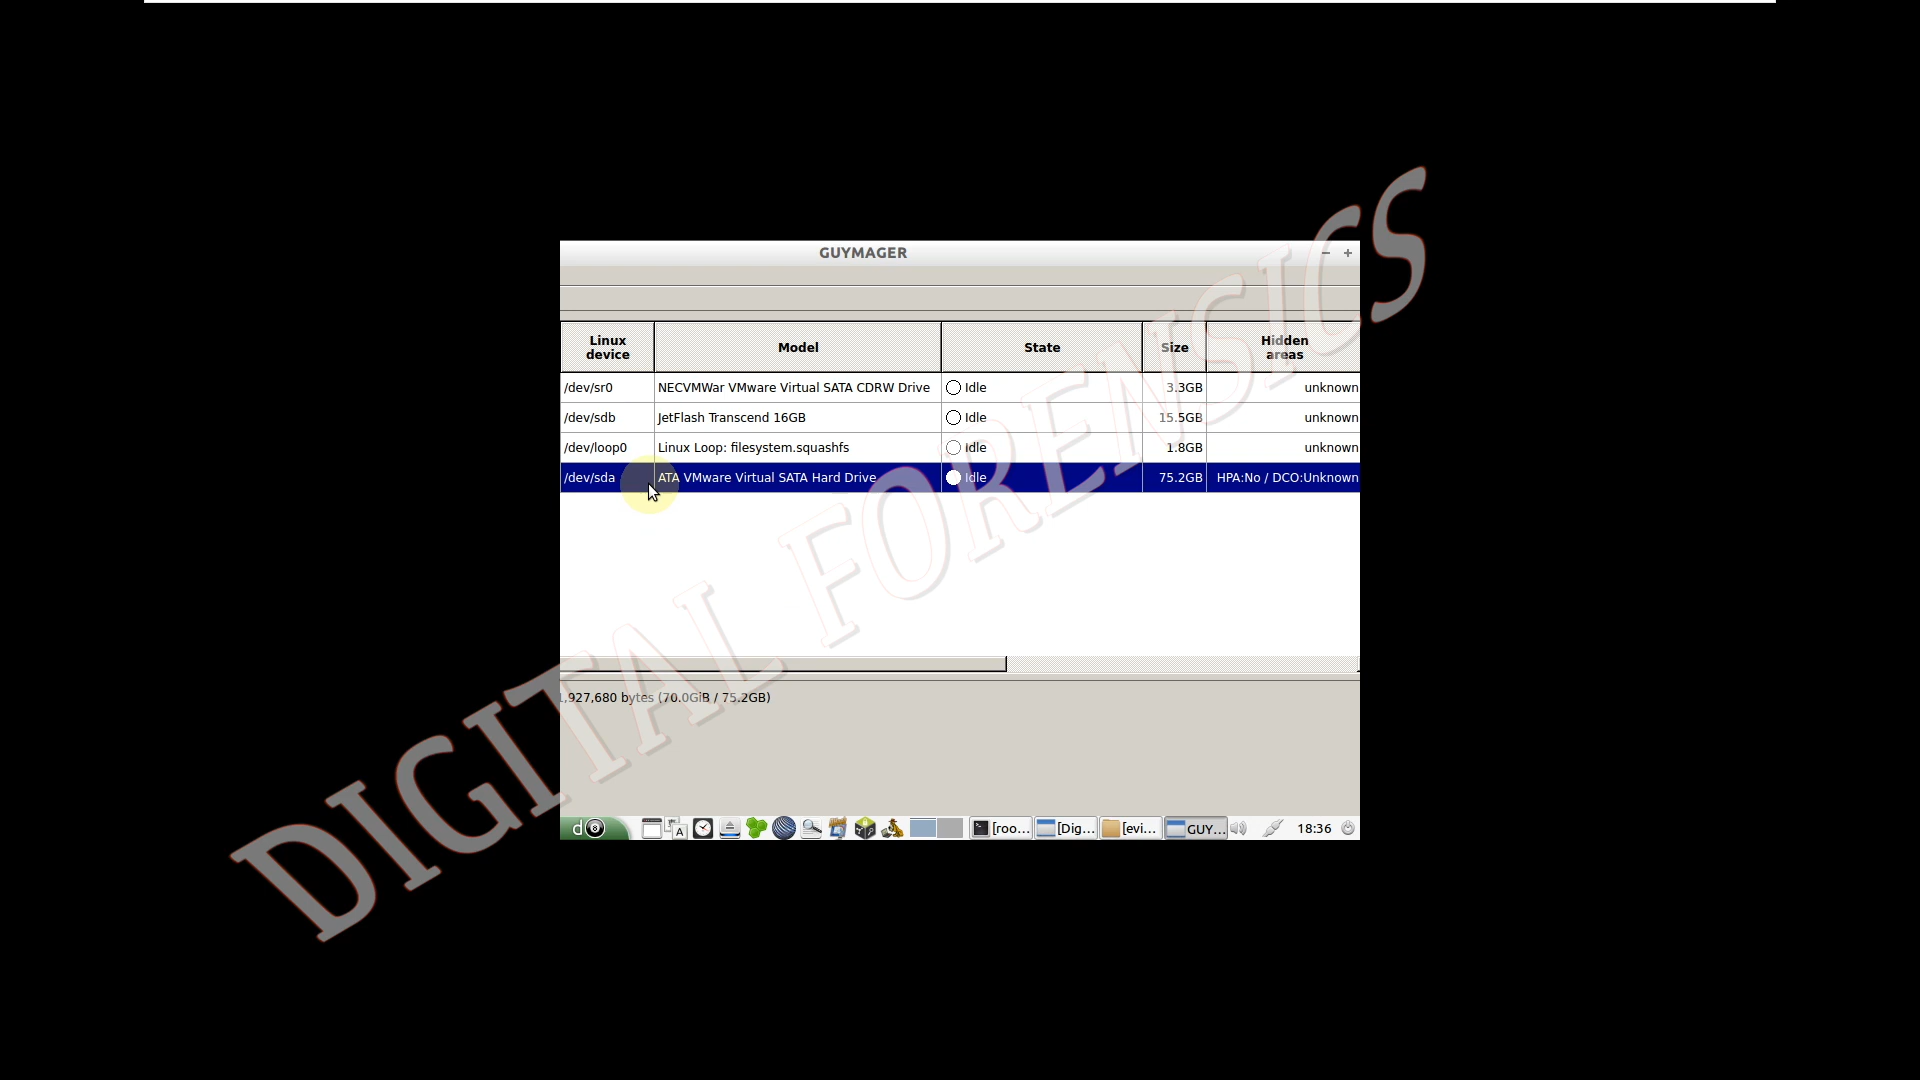 GUYMAGER
Linux device Model State Size Hidden areas
/dev/sr0 NECVMWar VMware Virtual SATA CDRW Drive Idle 3.3GB unknown
/dev/sdb JetFlash Transcend 16GB Idle 15.5GB unknown
/dev/loop0 Linux Loop: filesystem.squashfs Idle 1.8GB unknown
/dev/sda ATA VMware Virtual SATA Hard Drive Idle 75.2GB HPA:No / DCO:Unknown
,927,680 bytes (70.0GiB / 75.2GB)
[roo... [Dig... [evi... GUY... 18:36
DIGITAL FORENSICS